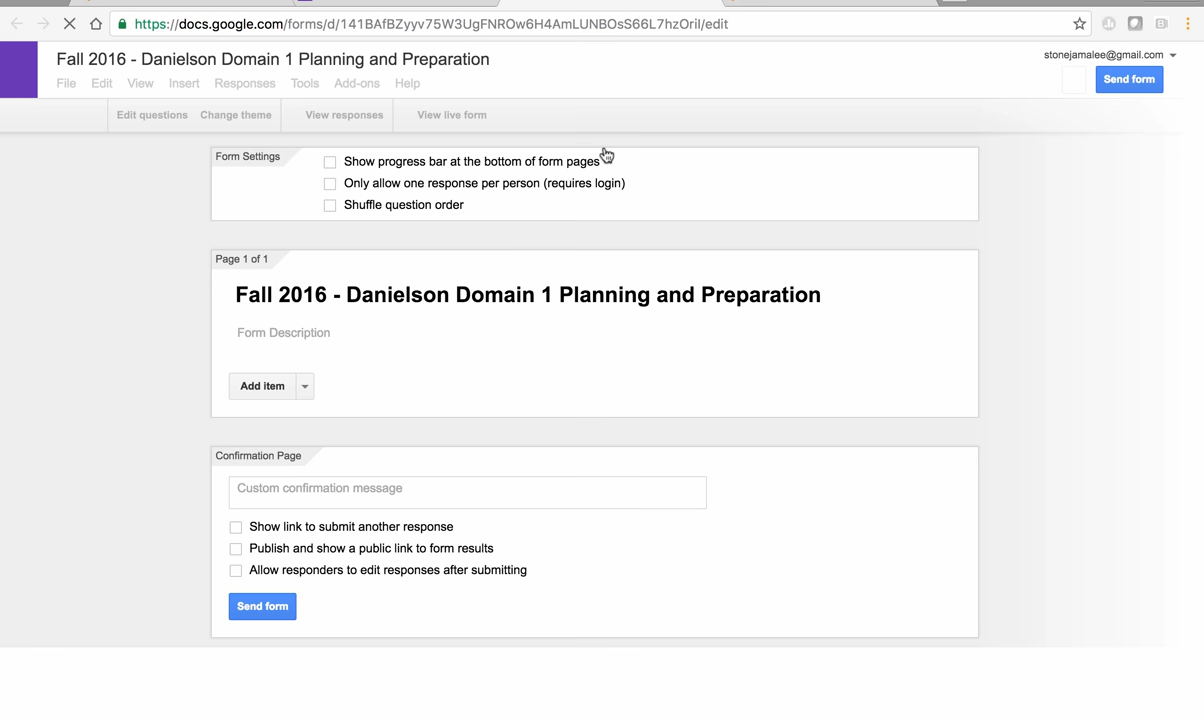 https://docs.google.com/forms/d/141BAfBZyyv75W3UgFNROw6H4AmLUNBOsS66L7hzOriI/edit
Fall 2016 - Danielson Domain 1 Planning and Preparation
stonejamalee@gmail.com
File Edit View Insert Responses Tools Add-ons Help
Send form
Edit questions Change theme View responses View live form
Form Settings
Show progress bar at the bottom of form pages
Only allow one response per person (requires login)
Shuffle question order
Page 1 of 1
Fall 2016 - Danielson Domain 1 Planning and Preparation
Form Description
Add item
Confirmation Page
Custom confirmation message
Show link to submit another response
Publish and show a public link to form results
Allow responders to edit responses after submitting
Send form